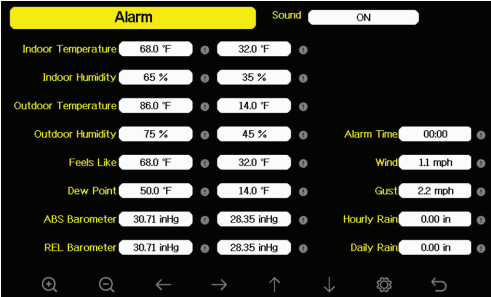 Alarm Sound ON
Indoor Temperature 68.0 °F 32.0 °F
Indoor Humidity 65 % 35 %
Outdoor Temperature 86.0 °F 14.0 °F
Outdoor Humidity 75 % 45 % Alarm Time 00:00
Feels Like 68.0 °F 32.0 °F Wind 1.1 mph
Dew Point 50.0 °F 14.0 °F Gust 2.2 mph
ABS Barometer 30.71 inHg 28.35 inHg Hourly Rain 0.00 in
REL Barometer 30.71 inHg 28.35 inHg Daily Rain 0.00 in